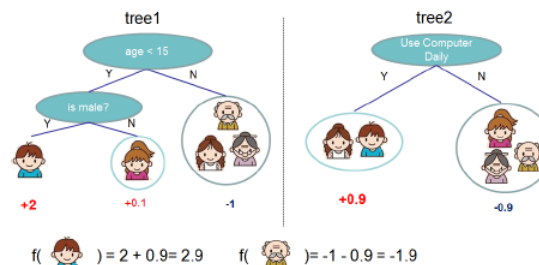 tree1
tree2
age < 15
Use Computer
Daily
Y
N
Y
N
is male?
Y
N
+2
+0.1
-1
+0.9
-0.9
f( ) = 2 + 0.9= 2.9
f( )= -1 - 0.9 = -1.9